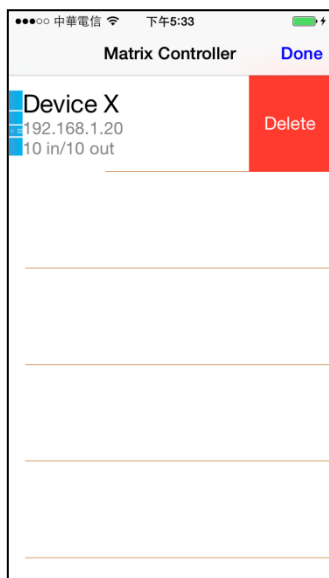 中華電信 下午5:33
Matrix Controller Done
Device X
192.168.1.20
10 in/10 out
Delete